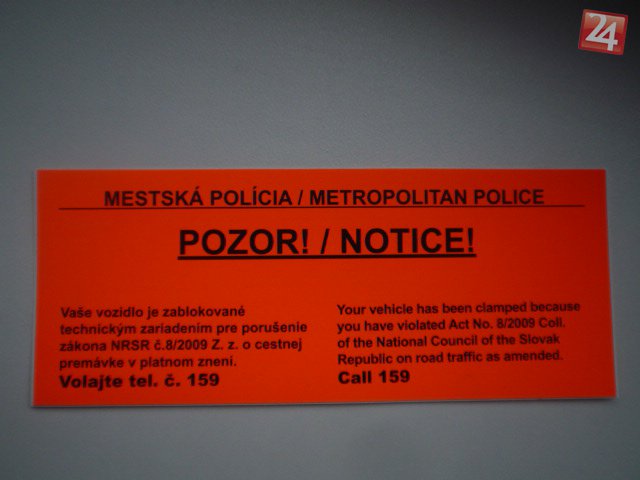 24
MESTSKÁ POLÍCIA / METROPOLITAN POLICE
POZOR! / NOTICE!
Vaše vozidlo je zablokované
technickým zariadením pre porušenie
zákona NRSR č.8/2009 Z. z. o cestnej
premávke v platnom znení.
Volajte tel. č. 159
Your vehicle has been clamped because
you have violated Act No. 8/2009 Coll.
of the National Council of the Slovak
Republic on road traffic as amended.
Call 159